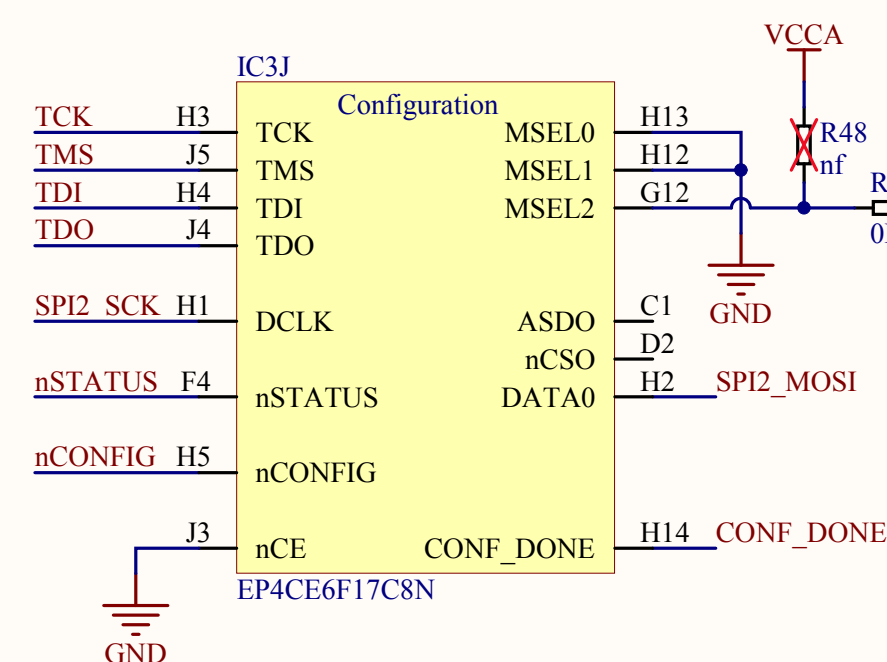 VCCA
IC3J
Configuration
TCK H3 TCK MSEL0 H13 R48
TMS J5 TMS MSEL1 H12 nf
TDI H4 TDI MSEL2 G12 R
TDO J4 TDO
SPI2_SCK H1 DCLK ASDO C1 GND
nCSO D2
nSTATUS F4 nSTATUS DATA0 H2 SPI2_MOSI
nCONFIG H5 nCONFIG
J3 nCE CONF_DONE H14 CONF_DONE
EP4CE6F17C8N
GND